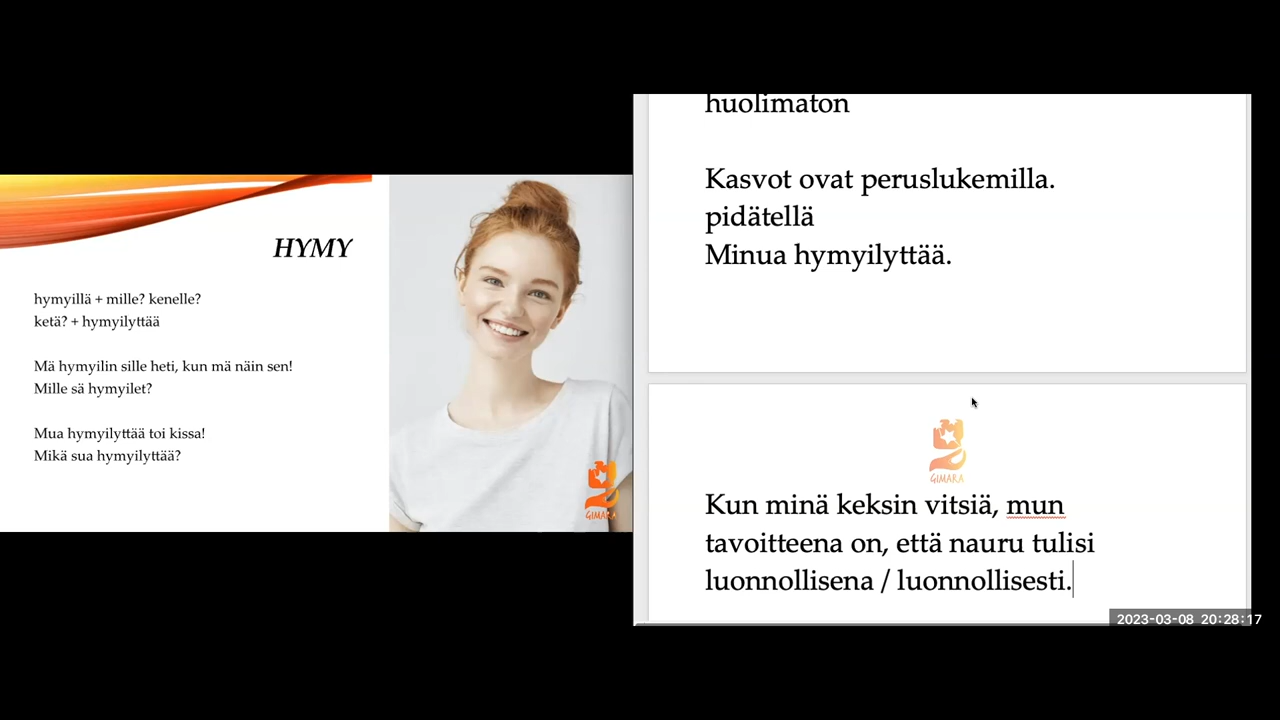 HYMY
hymyillä + mille? kenelle?
ketä? + hymyilyttää
Mä hymyilin sille heti, kun mä näin sen!
Mille sä hymyilet?
Mua hymyilyttää toi kissa!
Mikä sua hymyilyttää?
GIMARA
huolimaton
Kasvot ovat peruslukemilla.
pidätellä
Minua hymyilyttää.
GIMARA
Kun minä keksin vitsiä, mun
tavoitteena on, että nauru tulisi
luonnollisena / luonnollisesti.
2023-03-08 20:28:17